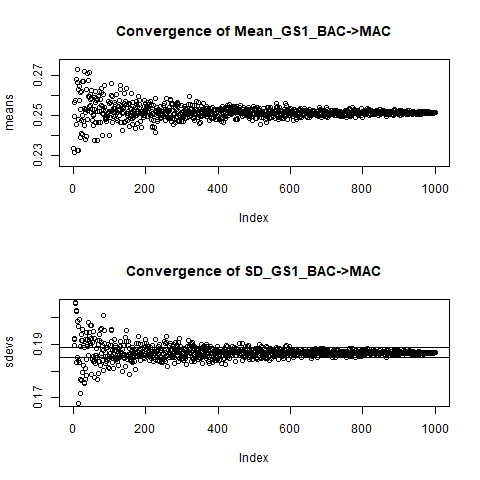 Convergence of Mean_GS1_BAC->MAC
means
0.27
0.25
0.23
0 200 400 600 800 1000
Index
Convergence of SD_GS1_BAC->MAC
sdevs
0.19
0.17
0 200 400 600 800 1000
Index